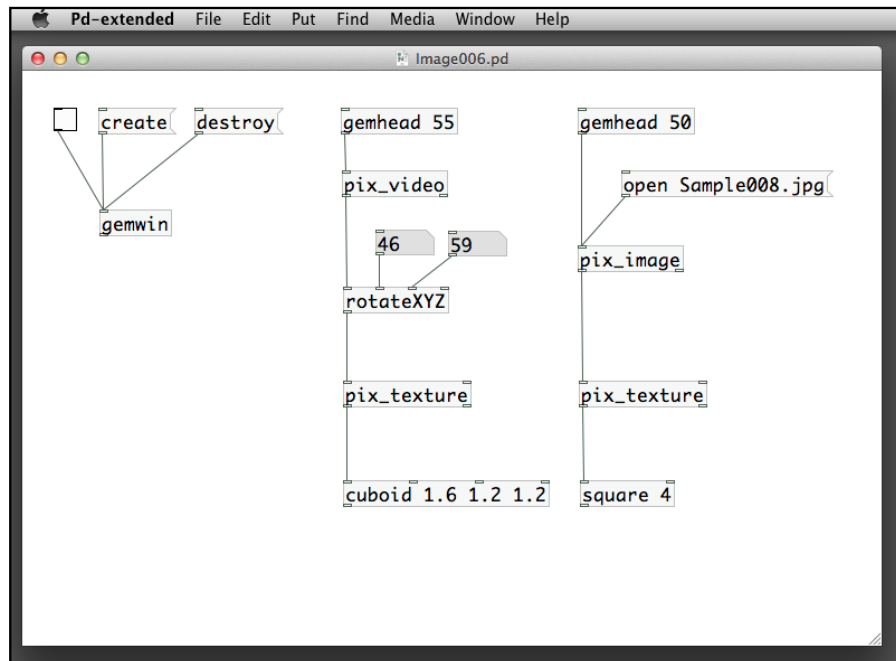 Pd-extended File Edit Put Find Media Window Help
Image006.pd
create destroy gemhead 55 gemhead 50
pix_video open Sample008.jpg
gemwin
46 59
pix_image
rotateXYZ
pix_texture pix_texture
cuboid 1.6 1.2 1.2 square 4